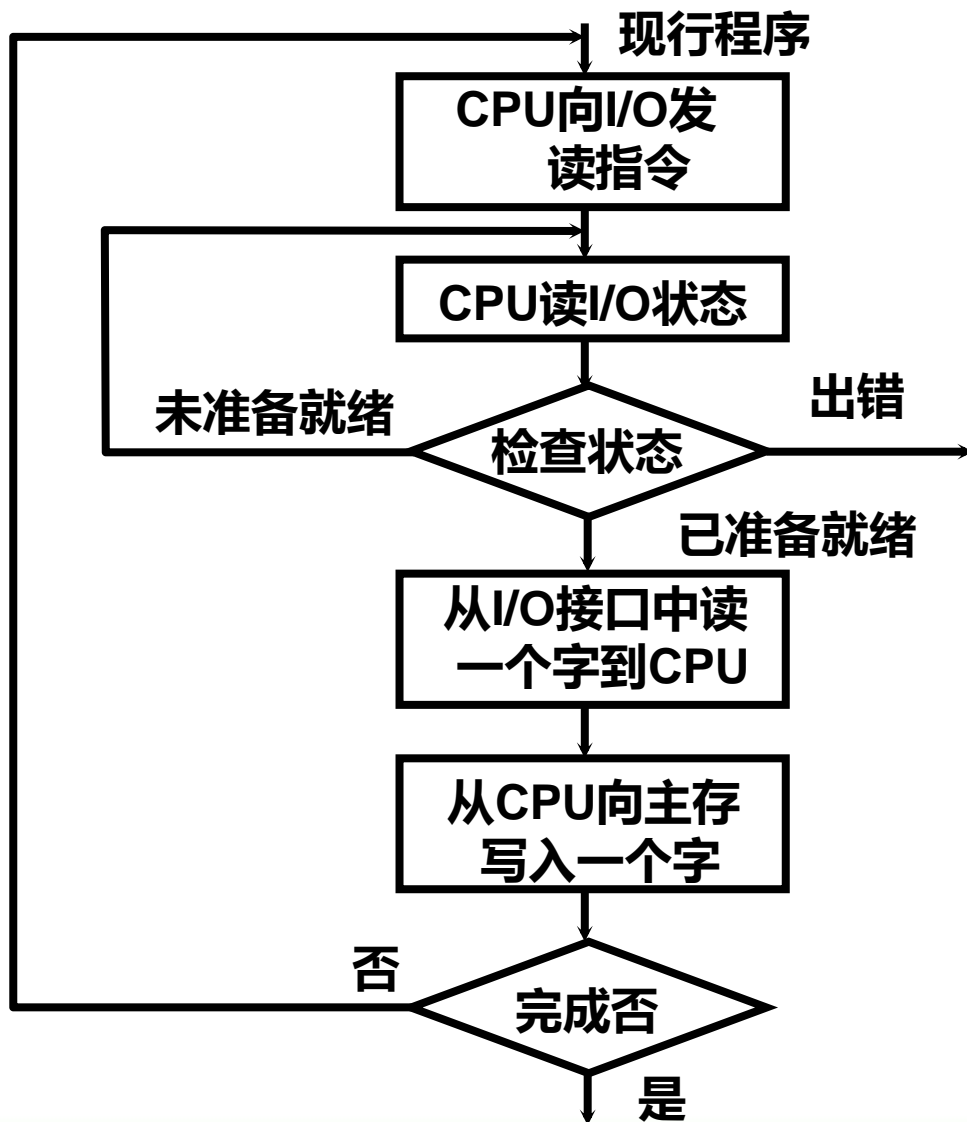 现行程序
CPU向I/O发
读指令
CPU读I/O状态
未准备就绪
出错
检查状态
已准备就绪
从I/O接口中读
一个字到CPU
从CPU向主存
写入一个字
否
完成否
是